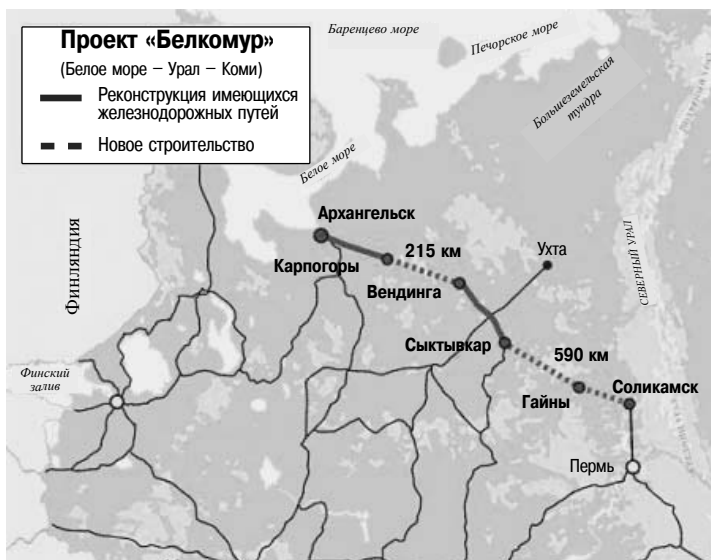 Проект «Белкомур»
(Белое море – Урал – Коми)
Реконструкция имеющихся
железнодорожных путей
Новое строительство
Баренцево море
Печорское море
Большеземельская
тундра
Белое море
Архангельск
215 км
Ухта
Карпогоры
Вендинга
СЕВЕРНЫЙ УРАЛ
Финляндия
Сыктывкар
590 км
Финский
залив
Гайны
Соликамск
Пермь